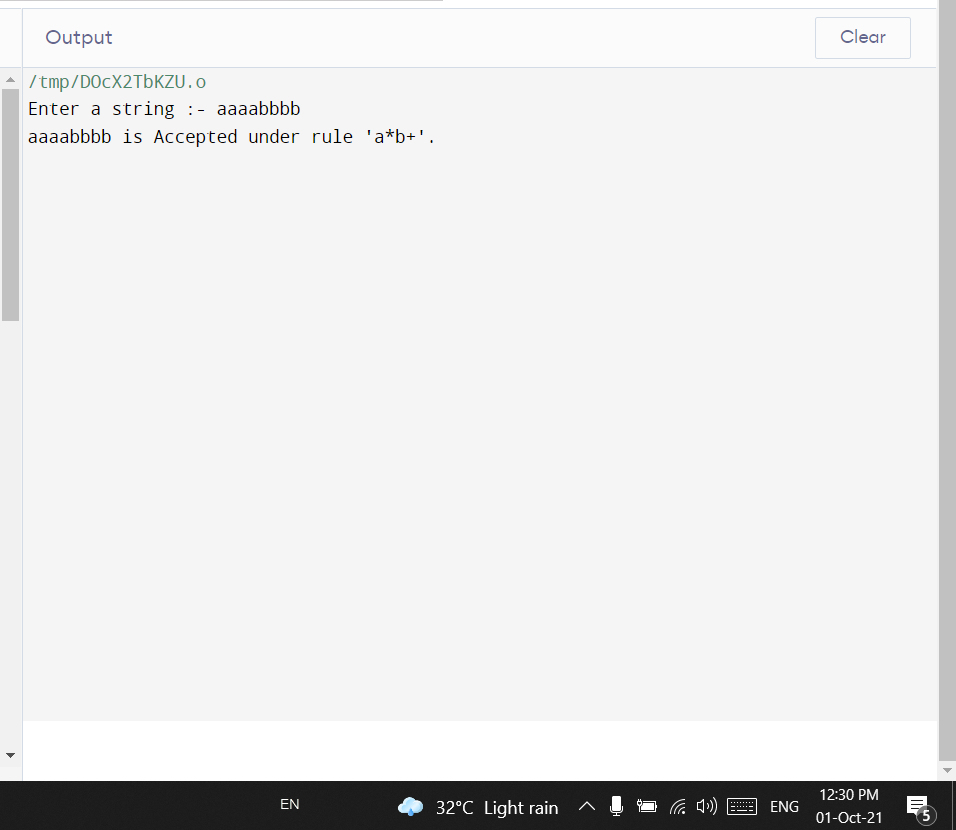 Output
Clear
/tmp/DOcX2TbKZU.o
Enter a string :- aaaabbbb
aaaabbbb is Accepted under rule 'a*b+'.
EN
32°C Light rain
ENG
12:30 PM
01-Oct-21
5